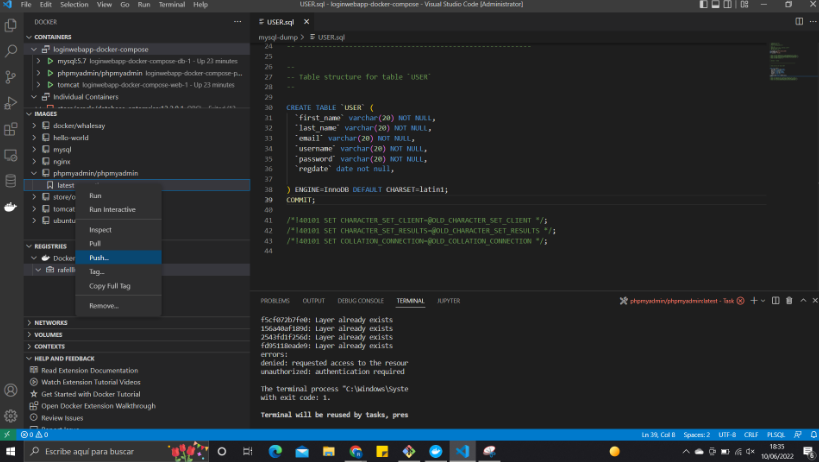 File Edit Selection View Go Run Terminal Help
USER.sql - loginwebapp-docker-compose - Visual Studio Code [Administrator]
DOCKER
CONTAINERS
loginwebapp-docker-compose
mysql:5.7 loginwebapp-docker-compose-db-1 - Up 23 minutes
phpmyadmin/phpmyadmin loginwebapp-docker-compose-p...
tomcat loginwebapp-docker-compose-web-1 - Up 23 minutes
Individual Containers
IMAGES
docker/whalesay
hello-world
mysql
nginx
phpmyadmin/phpmyadmin
latest
store/o
tomcat
ubuntu
Run
Run Interactive
Inspect
Pull
Push...
Tag...
Copy Full Tag
Remove...
REGISTRIES
Docker
NETWORKS
VOLUMES
CONTEXTS
HELP AND FEEDBACK
Read Extension Documentation
Watch Extension Tutorial Videos
Get Started with Docker Tutorial
Open Docker Extension Walkthrough
Review Issues
Report Issue
USER.sql
mysql-dump > USER.sql
24 -- --------------------------------------------------------
25
26 --
27 -- Table structure for table `USER`
28 --
29
30 CREATE TABLE `USER` (
31 `first_name` varchar(20) NOT NULL,
32 `last_name` varchar(20) NOT NULL,
33 `email` varchar(20) NOT NULL,
34 `username` varchar(20) NOT NULL,
35 `password` varchar(20) NOT NULL,
36 `regdate` date not null,
37
38 ) ENGINE=InnoDB DEFAULT CHARSET=latin1;
39 COMMIT;
40
41 /*!40101 SET CHARACTER_SET_CLIENT=@OLD_CHARACTER_SET_CLIENT */;
42 /*!40101 SET CHARACTER_SET_RESULTS=@OLD_CHARACTER_SET_RESULTS */;
43 /*!40101 SET COLLATION_CONNECTION=@OLD_COLLATION_CONNECTION */;
44
PROBLEMS OUTPUT DEBUG CONSOLE TERMINAL JUPYTER
phpmyadmin/phpmyadmin:latest - Task
f5cf072b7fe0: Layer already exists
156a40af189d: Layer already exists
2543fd1f256d: Layer already exists
fd95118eade9: Layer already exists
errors:
denied: requested access to the resour
unauthorized: authentication required
The terminal process "C:\Windows\Syste
with exit code: 1.
Terminal will be reused by tasks, pres
0 0
Ln 39, Col 8 Spaces: 2 UTF-8 CRLF PLSQL
Escribe aquí para buscar
18:35
10/06/2022